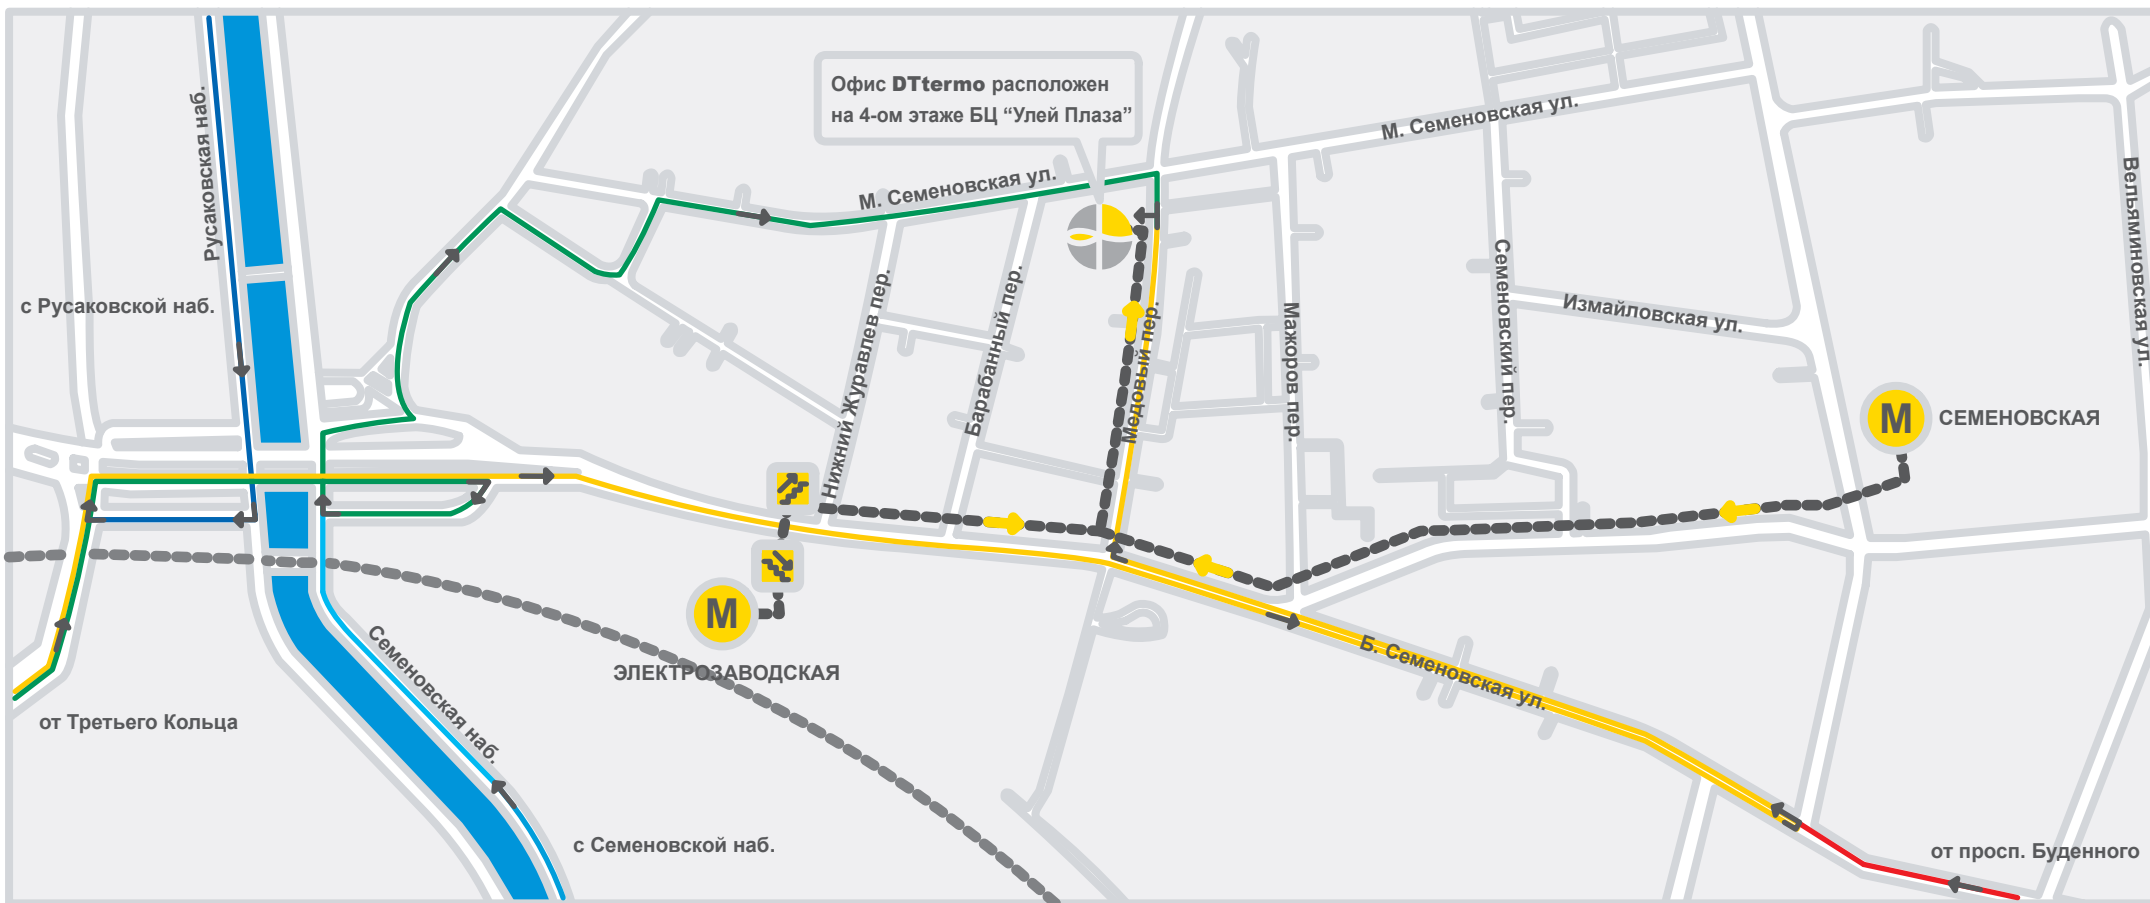 Офис DTtermo расположен
на 4-ом этаже БЦ “Улей Плаза”
М. Семеновская ул.
Русаковская наб.
М. Семеновская ул.
Вельяминовская ул.
с Русаковской наб.
Нижний Журавлев пер.
Барабанный пер.
Медовый пер.
Мажоров пер.
Семеновский пер.
Измайловская ул.
М
СЕМЕНОВСКАЯ
М
ЭЛЕКТРОЗАВОДСКАЯ
Семеновская наб.
Б. Семеновская ул.
от Третьего Кольца
с Семеновской наб.
от просп. Буденного